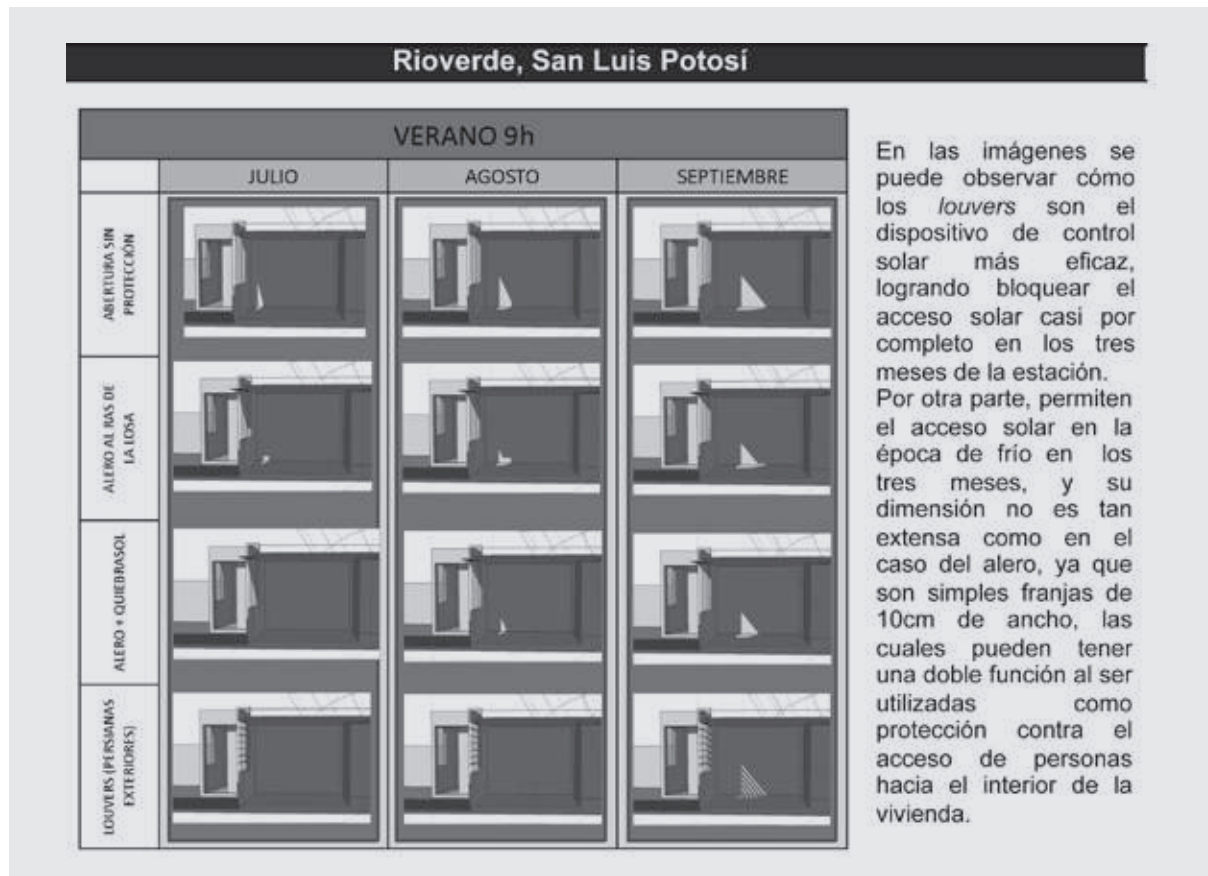 Rioverde, San Luis Potosí
VERANO 9h
JULIO
AGOSTO
SEPTIEMBRE
ABERTURA SIN
PROTECCIÓN
ALERO AL RAS DE
LA LOSA
ALERO + QUIEBRASOL
LOUVERS (PERSIANAS
EXTERIORES)
En las imágenes se
puede observar cómo
los louvers son el
dispositivo de control
solar más eficaz,
logrando bloquear el
acceso solar casi por
completo en los tres
meses de la estación.
Por otra parte, permiten
el acceso solar en la
época de frio en los
tres meses, y su
dimensión no es tan
extensa como en el
caso del alero, ya que
son simples franjas de
10cm de ancho, las
cuales pueden tener
una doble función al ser
utilizadas como
protección contra el
acceso de personas
hacia el interior de la
vivienda.